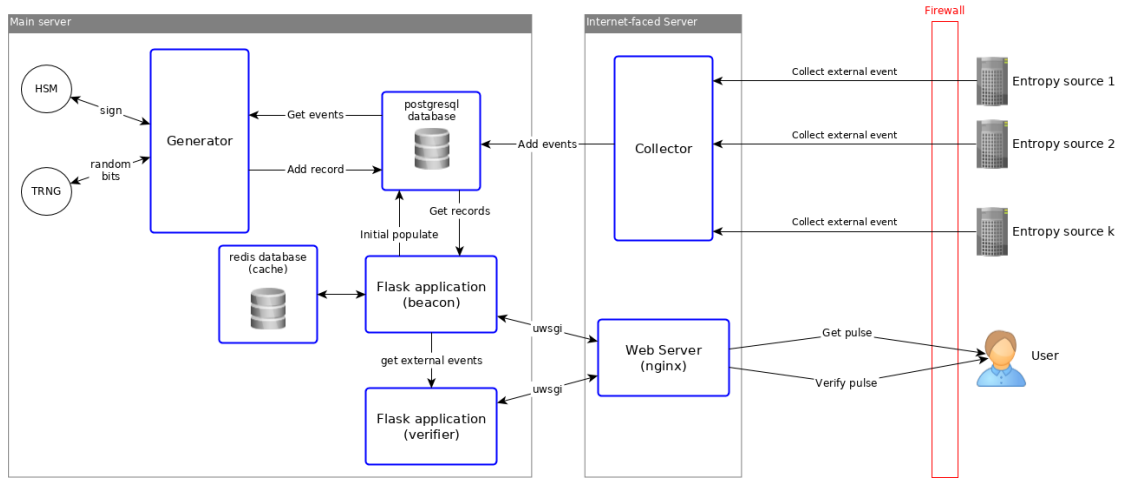 Main server
Internet-faced Server
Firewall
HSM
sign
TRNG
random
bits
Generator
Get events
Add record
postgresql
database
Add events
Collector
Collect external event
Entropy source 1
Collect external event
Entropy source 2
Collect external event
Entropy source k
Initial populate
Get records
redis database
(cache)
Flask application
(beacon)
uwsgi
get external events
Flask application
(verifier)
uwsgi
Web Server
(nginx)
Get pulse
Verify pulse
User